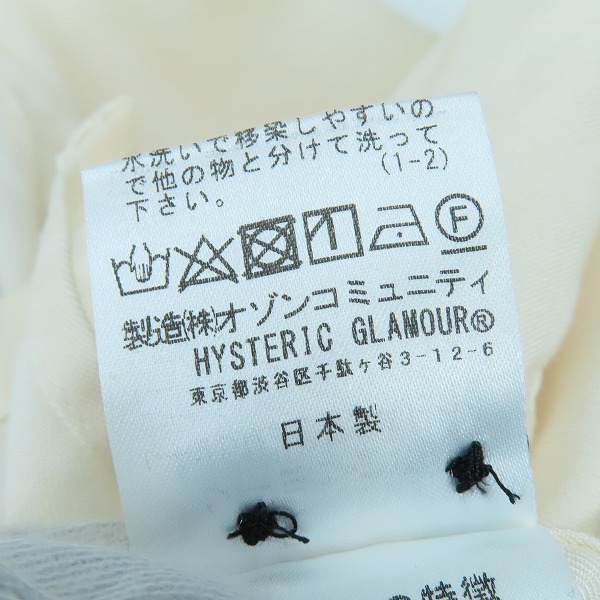 水洗いで移染しやすいの
で他の物と分けて洗って
下さい。 (1-2)
F
製造(株)オゾンコミュニティ
HYSTERIC GLAMOUR®
東京都渋谷区千駄ヶ谷3-12-6
日本製
の特徴